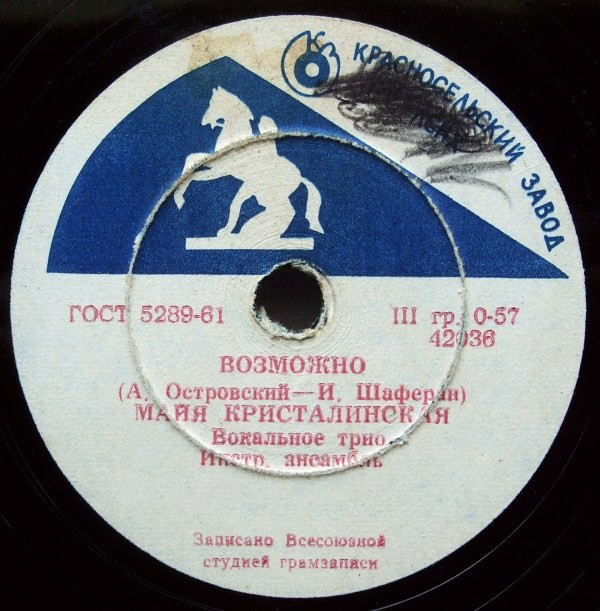 КРАСНОСЕЛЬСКИЙ ЗАВОД
ГОСТ 5289-61
III гр. 0-57
42036
ВОЗМОЖНО
(А. Островский—И. Шаферан)
МАЙЯ КРИСТАЛИНСКАЯ
Вокальное трио
Инстр. ансамбль
Записано Всесоюзной
студией грамзаписи